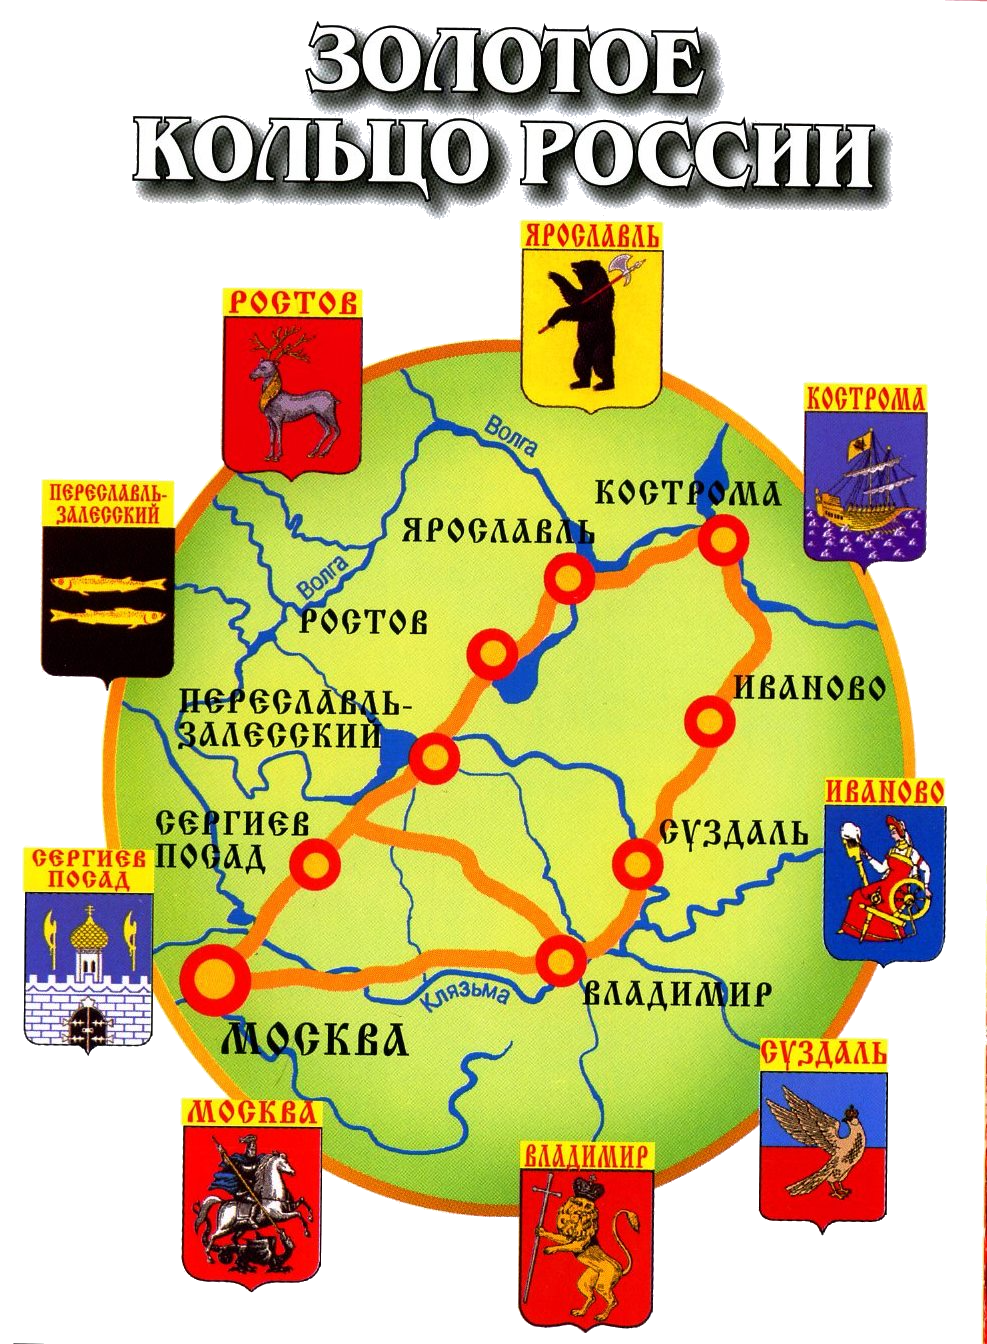 ЗОЛОТОЕ
КОЛЬЦО РОССИИ
ЯРОСЛАВЛЬ
РОСТОВ
КОСТРОМА
ПЕРЕСЛАВЛЬ-
ЗАЛЕССКИЙ
Волга
КОСТРОМА
ЯРОСЛАВЛЬ
Волга
РОСТОВ
ИВАНОВО
ПЕРЕСЛАВЛЬ-
ЗАЛЕССКИЙ
ИВАНОВО
СЕРГИЕВ
ПОСАД
СУЗДАЛЬ
СЕРГИЕВ
ПОСАД
Клязьма
ВЛАДИМИР
МОСКВА
СУЗДАЛЬ
МОСКВА
ВЛАДИМИР